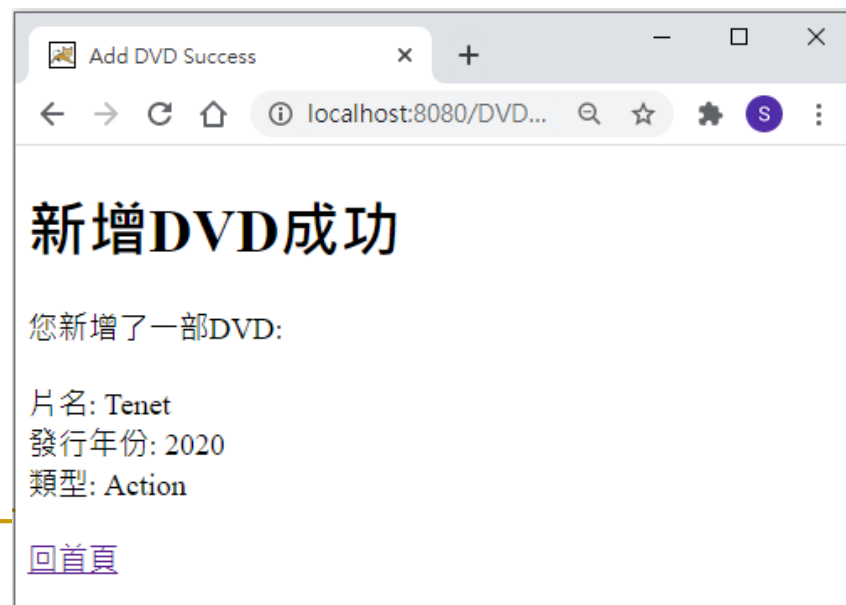 Add DVD Success
localhost:8080/DVD...
S
新增DVD成功
您新增了一部DVD:
片名: Tenet
發行年份: 2020
類型: Action
回首頁